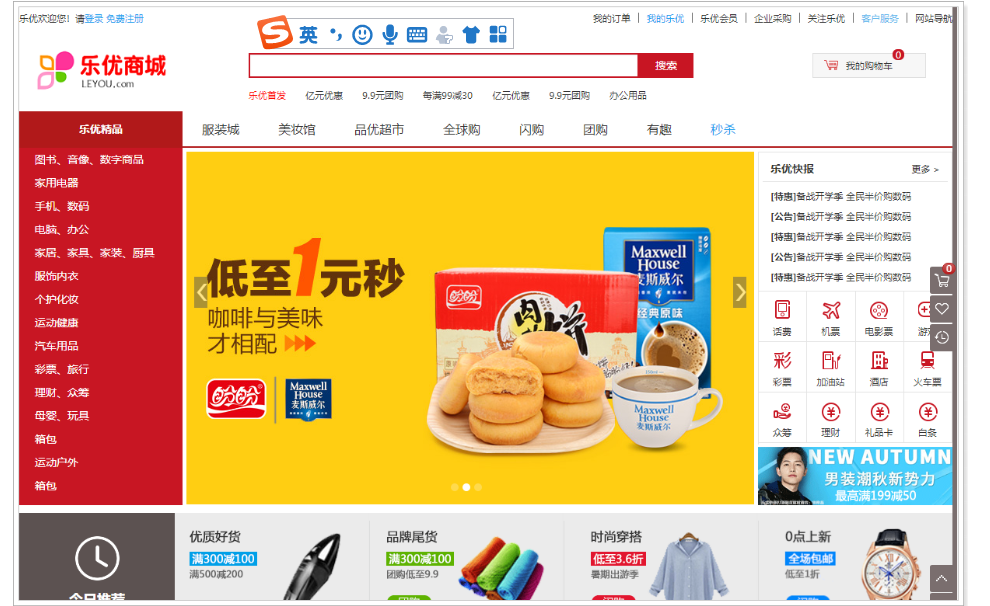 乐优欢迎您！请登录 免费注册
我的订单 | 我的乐优 | 乐优会员 | 企业采购 | 关注乐优 | 客户服务 | 网站导航
英
乐优商城
LEYOU.com
搜索
我的购物车
0
乐优首发 亿元优惠 9.9元团购 每满99减30 亿元优惠 9.9元团购 办公用品
乐优精品
服装城 美妆馆 品优超市 全球购 闪购 团购 有趣 秒杀
图书、音像、数字商品
家用电器
手机、数码
电脑、办公
家居、家具、家装、厨具
服饰内衣
个护化妆
运动健康
汽车用品
彩票、旅行
理财、众筹
母婴、玩具
箱包
运动户外
箱包
低至1元秒
咖啡与美味
才相配
盼盼
Maxwell
House
麦斯威尔
盼盼
肉松饼
Maxwell
House
麦斯威尔
经典原味
Maxwell
House
麦斯威尔
乐优快报
更多 >
[特惠]备战开学季 全民半价购数码
[公告]备战开学季 全民半价购数码
[特惠]备战开学季 全民半价购数码
[公告]备战开学季 全民半价购数码
[特惠]备战开学季 全民半价购数码
0
话费 机票 电影票 游
彩票 加油站 酒店 火车票
众筹 理财 礼品卡 白条
NEW AUTUMN
男装潮秋新势力
最高满199减50
今日推荐
优质好货
满300减100
满500减200
品牌尾货
满300减100
团购低至9.9
团购
时尚穿搭
低至3.6折
暑期出游季
闪购
0点上新
全场包邮
低至1折